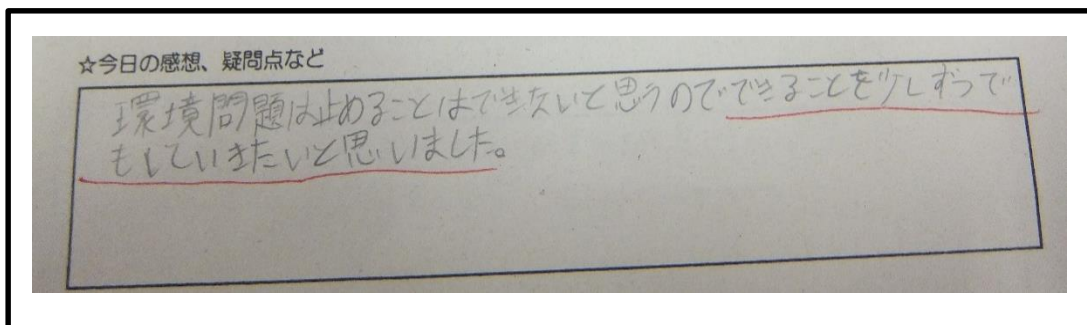 ☆今日の感想、疑問点など
環境問題は止めることはできないと思うのでできることを少しずつで
もしていきたいと思いました。